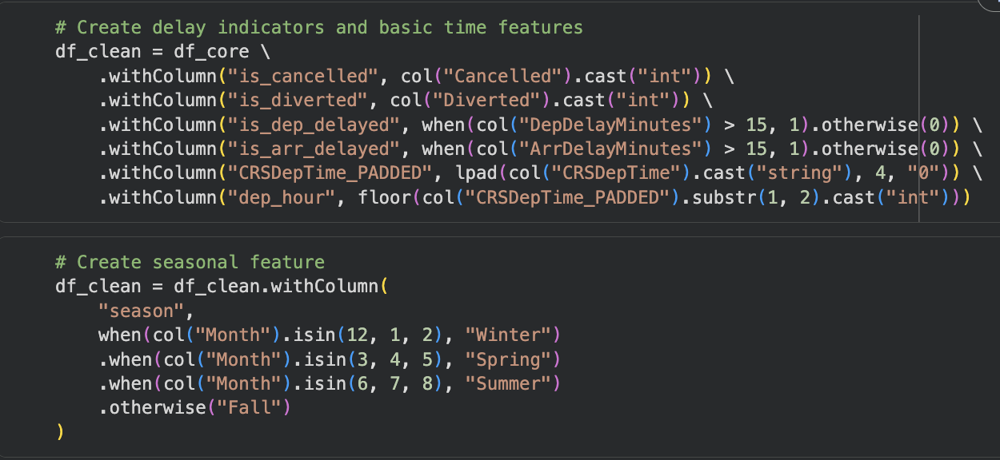 # Create delay indicators and basic time features
df_clean = df_core \
    .withColumn("is_cancelled", col("Cancelled").cast("int")) \
    .withColumn("is_diverted", col("Diverted").cast("int")) \
    .withColumn("is_dep_delayed", when(col("DepDelayMinutes") > 15, 1).otherwise(0)) \
    .withColumn("is_arr_delayed", when(col("ArrDelayMinutes") > 15, 1).otherwise(0)) \
    .withColumn("CRSDepTime_PADDED", lpad(col("CRSDepTime").cast("string"), 4, "0")) \
    .withColumn("dep_hour", floor(col("CRSDepTime_PADDED").substr(1, 2).cast("int")))
# Create seasonal feature
df_clean = df_clean.withColumn(
    "season",
    when(col("Month").isin(12, 1, 2), "Winter")
    .when(col("Month").isin(3, 4, 5), "Spring")
    .when(col("Month").isin(6, 7, 8), "Summer")
    .otherwise("Fall")
)